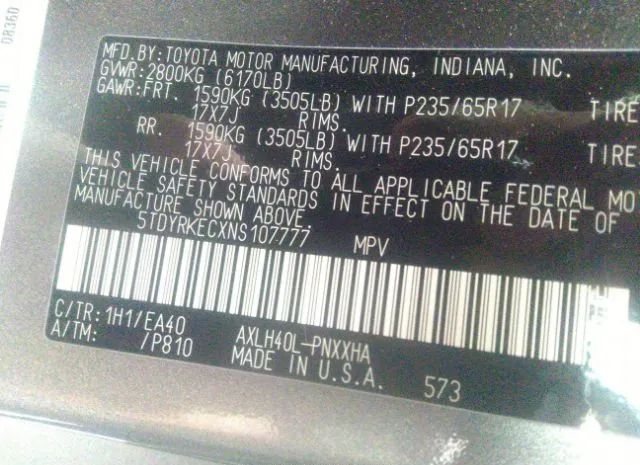 08360
MFD.BY:TOYOTA MOTOR MANUFACTURING, INDIANA, INC.
GVWR:2800KG (6170LB)
GAWR:FRT. 1590KG (3505LB) WITH P235/65R17 TIRE
17X7J RIMS.
RR. 1590KG (3505LB) WITH P235/65R17 TIRE
17X7J RIMS.
THIS VEHICLE CONFORMS TO ALL APPLICABLE FEDERAL MO
VEHICLE SAFETY STANDARDS IN EFFECT ON THE DATE OF
MANUFACTURE SHOWN ABOVE.
5TDYRKECXNS107777 MPV
C/TR:1H1/EA40
A/TM: /P810
AXLH40L-PNXXHA
MADE IN U.S.A. 573